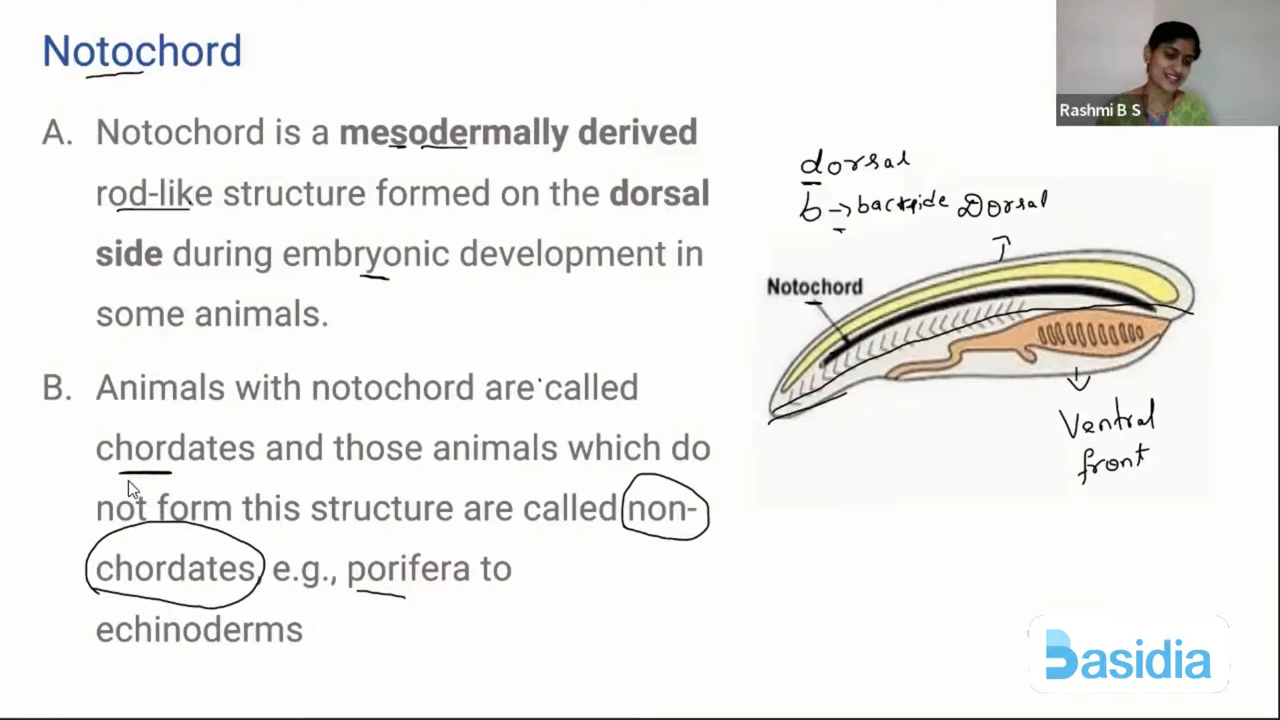 Notochord
Rashmi B S
A. Notochord is a mesodermally derived
rod-like structure formed on the dorsal
side during embryonic development in
some animals.
B. Animals with notochord are called
chordates and those animals which do
not form this structure are called non-
chordates, e.g., porifera to
echinoderms
dorsal
b → backside Dorsal
Notochord
Ventral
front
Basidia